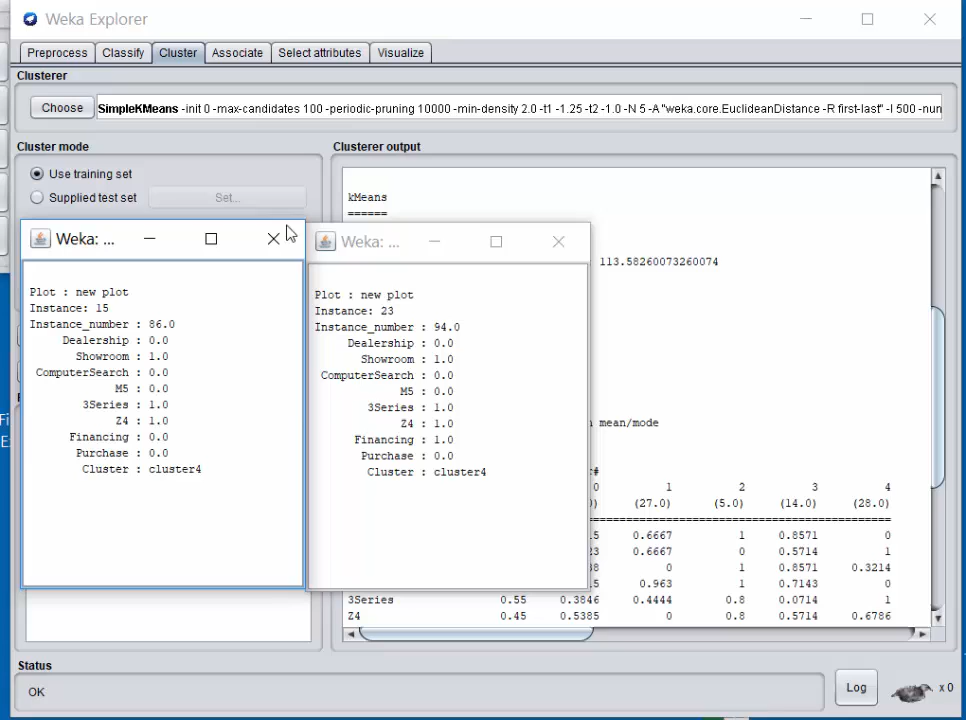 Weka Explorer
Preprocess Classify Cluster Associate Select attributes Visualize
Clusterer
Choose SimpleKMeans -init 0 -max-candidates 100 -periodic-pruning 10000 -min-density 2.0 -t1 -1.25 -t2 -1.0 -N 5 -A "weka.core.EuclideanDistance -R first-last" -I 500 -num
Cluster mode
Use training set
Supplied test set Set...
Clusterer output
kMeans
======
113.58260073260074
mean/mode
#
0 1 2 3 4
) (27.0) (5.0) (14.0) (28.0)
5 0.6667 1 0.8571 0
23 0.6667 0 0.5714 1
0 1 0.8571 0.3214
5 0.963 1 0.7143 0
3Series 0.55 0.3846 0.4444 0.8 0.0714 1
Z4 0.45 0.5385 0 0.8 0.5714 0.6786
Weka: ...
Plot : new plot
Instance: 15
Instance_number : 86.0
Dealership : 0.0
Showroom : 1.0
ComputerSearch : 0.0
M5 : 0.0
3Series : 1.0
Z4 : 1.0
Financing : 0.0
Purchase : 0.0
Cluster : cluster4
Weka: ...
Plot : new plot
Instance: 23
Instance_number : 94.0
Dealership : 0.0
Showroom : 1.0
ComputerSearch : 0.0
M5 : 0.0
3Series : 1.0
Z4 : 1.0
Financing : 1.0
Purchase : 0.0
Cluster : cluster4
Status
OK
Log
x 0